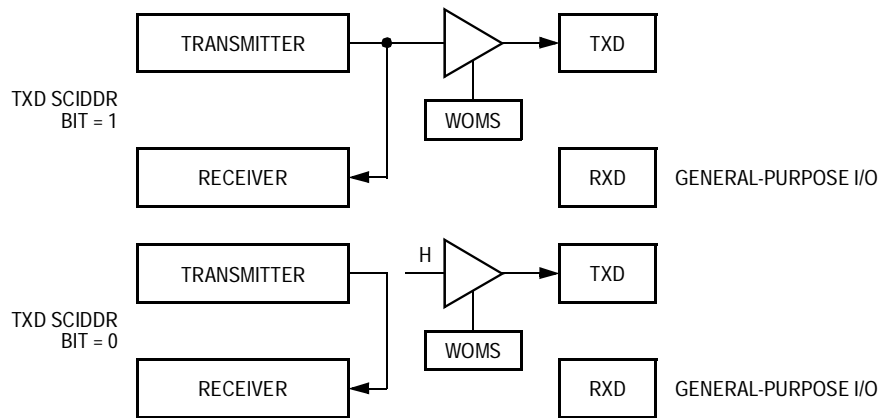 TRANSMITTER
TXD
TXD SCIDDR
BIT = 1
WOMS
RECEIVER
RXD
GENERAL-PURPOSE I/O
TRANSMITTER
H
TXD
TXD SCIDDR
BIT = 0
WOMS
RECEIVER
RXD
GENERAL-PURPOSE I/O